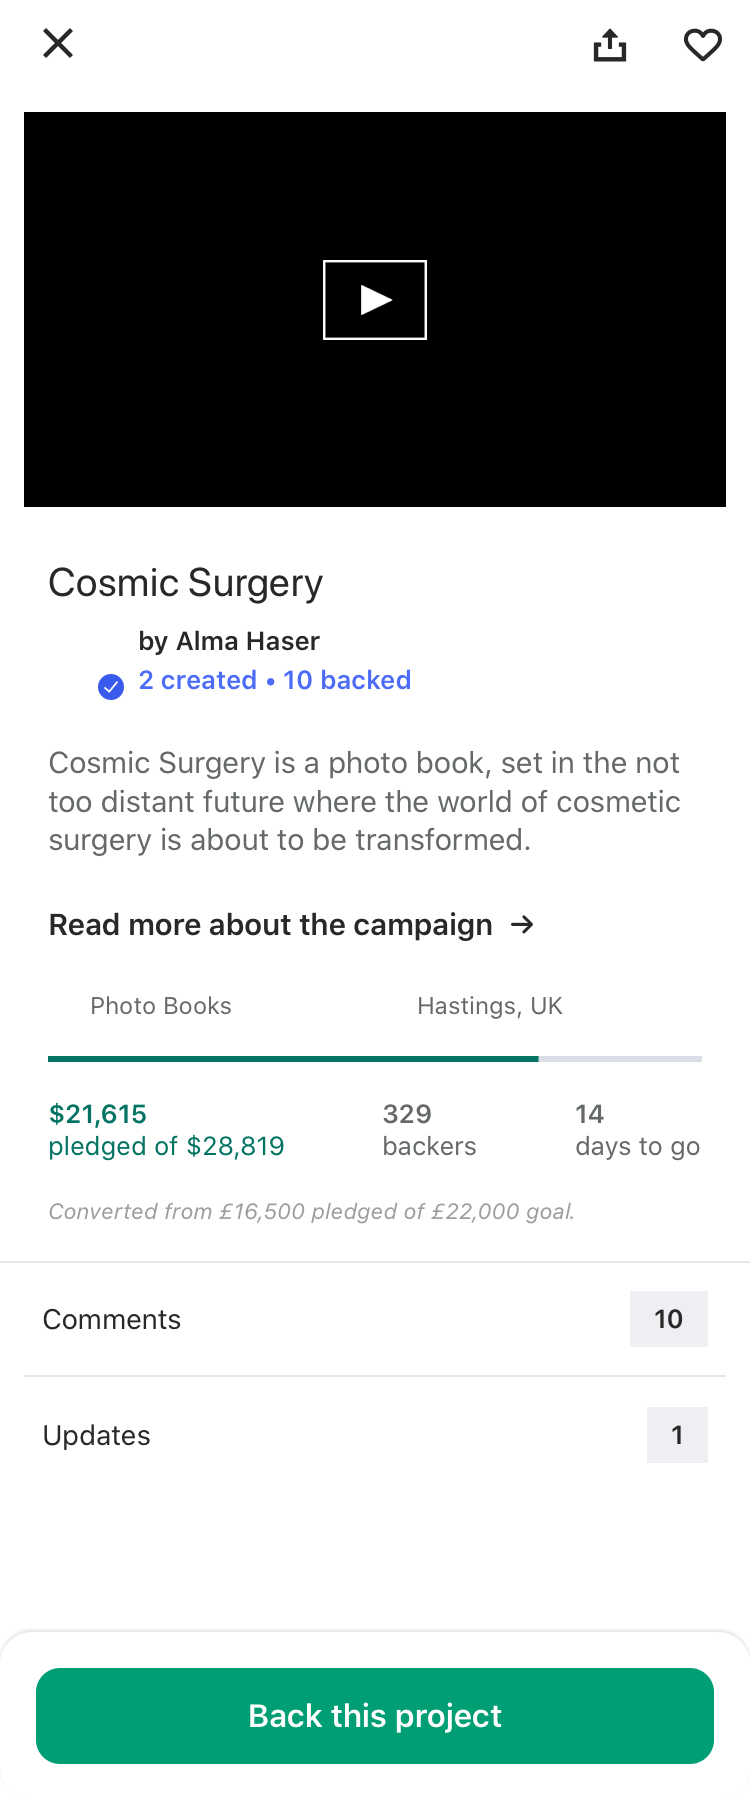 Cosmic Surgery
by Alma Haser
2 created • 10 backed
Cosmic Surgery is a photo book, set in the not
too distant future where the world of cosmetic
surgery is about to be transformed.
Read more about the campaign →
Photo Books
Hastings, UK
$21,615
pledged of $28,819
329
backers
14
days to go
Converted from £16,500 pledged of £22,000 goal.
Comments
10
Updates
1
Back this project